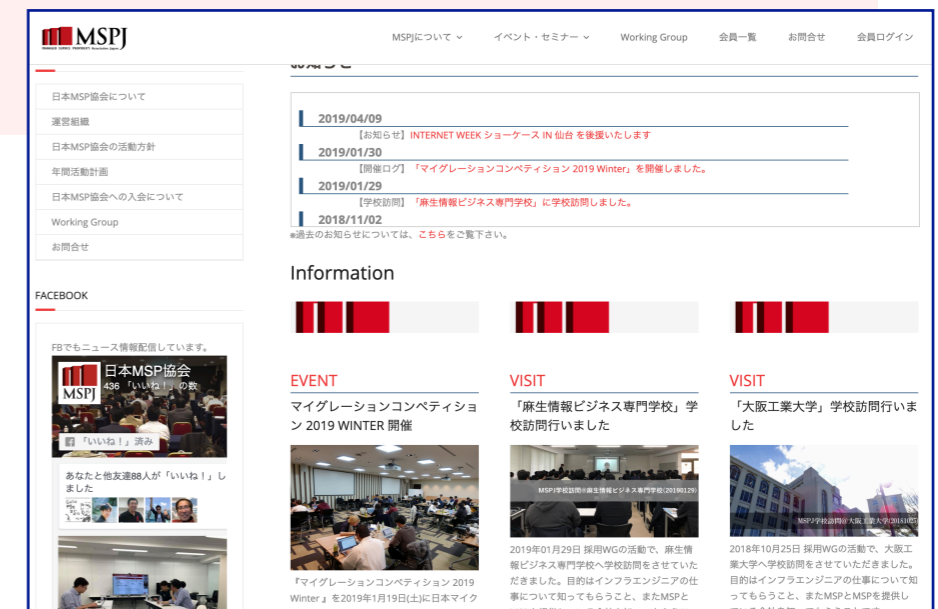 MSPJ
MSPJについて
イベント・セミナー
Working Group
会員一覧
お問合せ
会員ログイン
日本MSP協会について
運営組織
日本MSP協会の活動方針
年間活動計画
日本MSP協会への入会について
Working Group
お問合せ
FACEBOOK
FBでもニュース情報配信しています。
日本MSP協会
436 「いいね！」の数
MSPJ
「いいね！」済み
あなたと他友達88人が「いいね！」し
ました
お知らせ
2019/04/09
【お知らせ】INTERNET WEEK ショーケース IN 仙台 を後援いたします
2019/01/30
【開催ログ】「マイグレーションコンペティション 2019 Winter」を開催しました。
2019/01/29
【学校訪問】「麻生情報ビジネス専門学校」に学校訪問しました。
2018/11/02
※過去のお知らせについては、こちらをご覧下さい。
Information
EVENT
マイグレーションコンペティショ
ン 2019 WINTER 開催
『マイグレーションコンペティション 2019
Winter 』を2019年1月19日(土)に日本マイク
VISIT
「麻生情報ビジネス専門学校」学
校訪問行いました
MSPJ学校訪問@麻生情報ビジネス専門学校(20190129)
2019年01月29日 採用WGの活動で、麻生情
報ビジネス専門学校へ学校訪問をさせていた
だきました。目的はインフラエンジニアの仕
事について知ってもらうこと、またMSPと
VISIT
「大阪工業大学」学校訪問行いま
した
MSPJ学校訪問@大阪工業大学(20181025)
2018年10月25日 採用WGの活動で、大阪工
業大学へ学校訪問をさせていただきました。
目的はインフラエンジニアの仕事について知
ってもらうこと、またMSPとMSPを提供し